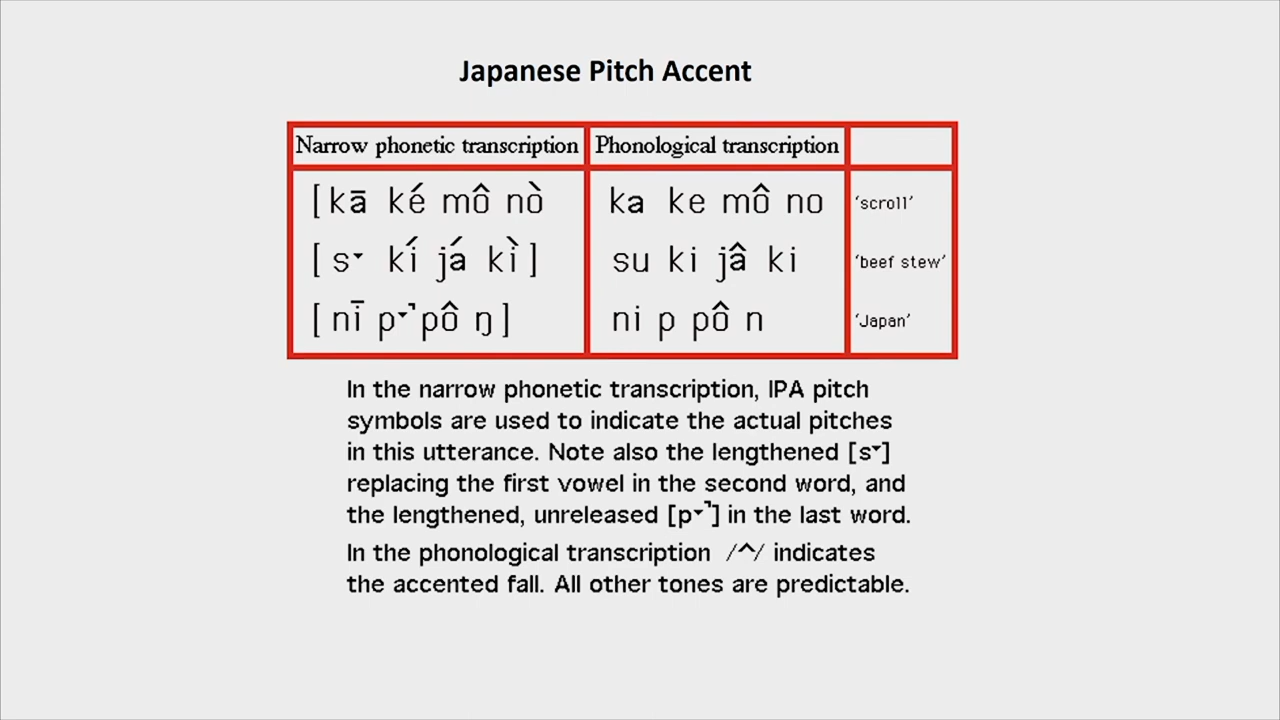 Japanese Pitch Accent
Narrow phonetic transcription Phonological transcription
[kā ké mô nò ka ke mô no ‘scroll’
[sˑ kí já kì] su ki jâ ki ‘beef stew’
[nī pˑ̚pô ŋ] ni p pô n ‘Japan’
In the narrow phonetic transcription, IPA pitch
symbols are used to indicate the actual pitches
in this utterance. Note also the lengthened [sˑ]
replacing the first vowel in the second word, and
the lengthened, unreleased [pˑ̚] in the last word.
In the phonological transcription /^/ indicates
the accented fall. All other tones are predictable.